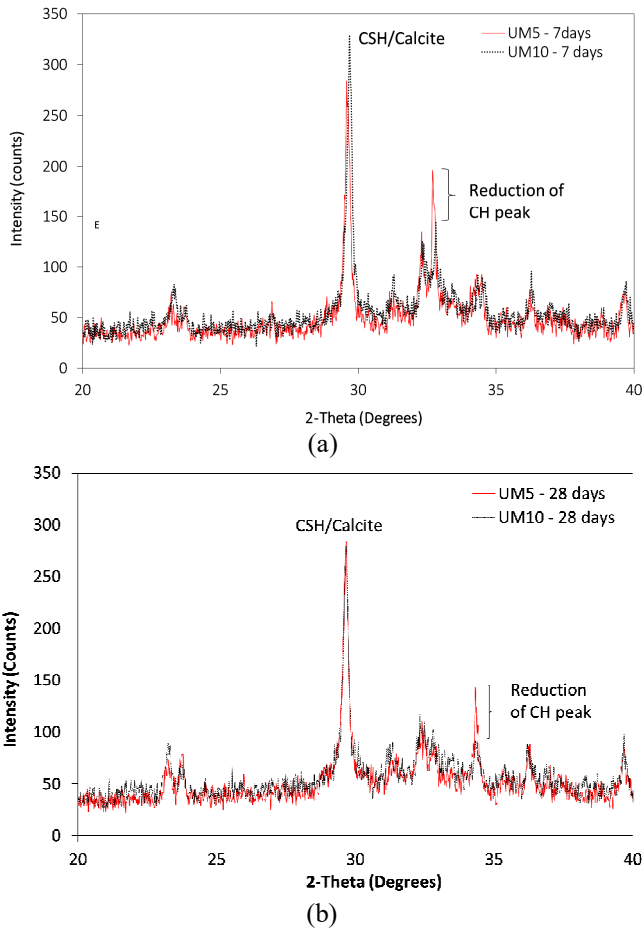 350
300
250
200
150
100
50
0
Intensity (counts)
CSH/Calcite
UM5 - 7days
UM10 - 7 days
Reduction of
CH peak
E
20
25
30
35
40
2-Theta (Degrees)
(a)
350
300
250
200
150
100
50
0
Intensity (Counts)
CSH/Calcite
UM5 - 28 days
UM10 - 28 days
Reduction
of CH peak
20
25
30
35
40
2-Theta (Degrees)
(b)